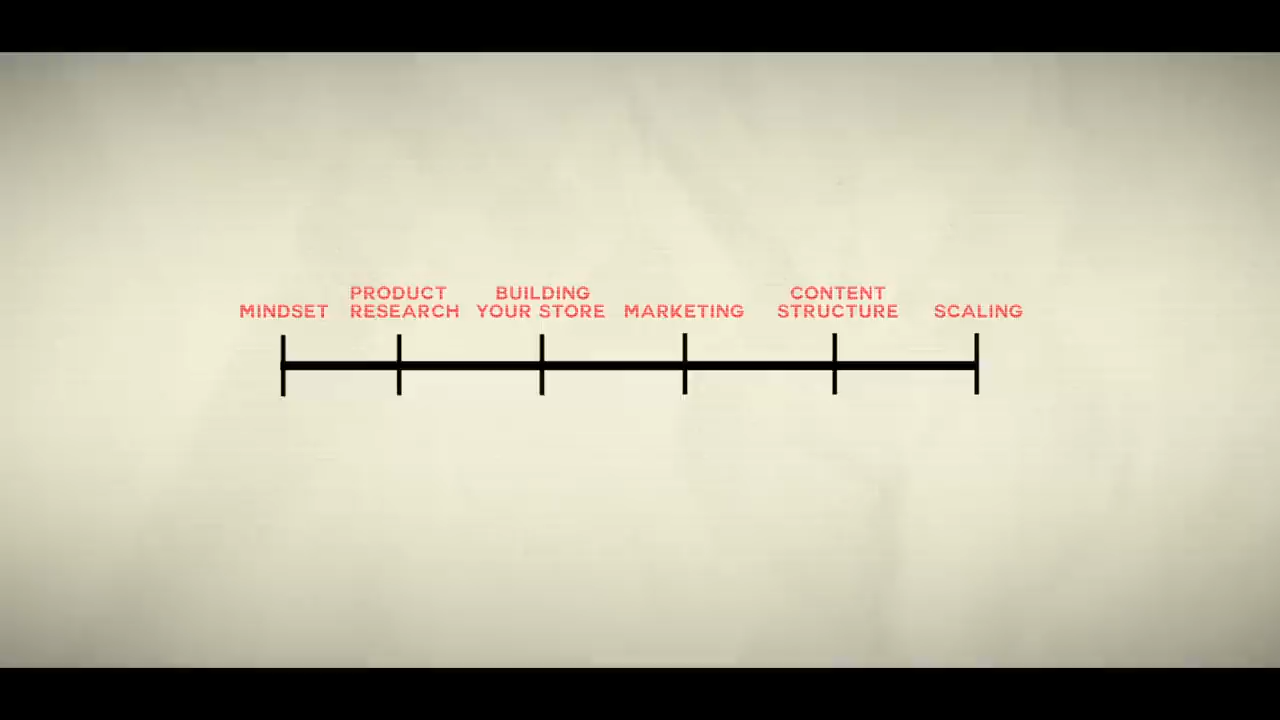 MINDSET
PRODUCT
RESEARCH
BUILDING
YOUR STORE
MARKETING
CONTENT
STRUCTURE
SCALING